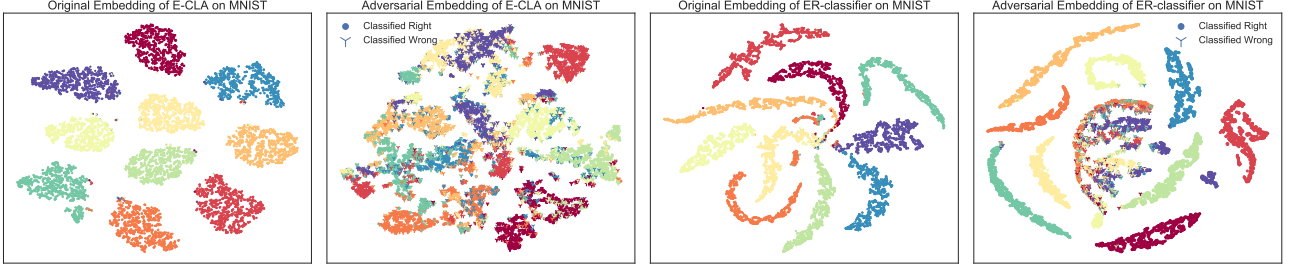 Original Embedding of E-CLA on MNIST
Adversarial Embedding of E-CLA on MNIST
Classified Right
Classified Wrong
Original Embedding of ER-classifier on MNIST
Adversarial Embedding of ER-classifier on MNIST
Classified Right
Classified Wrong